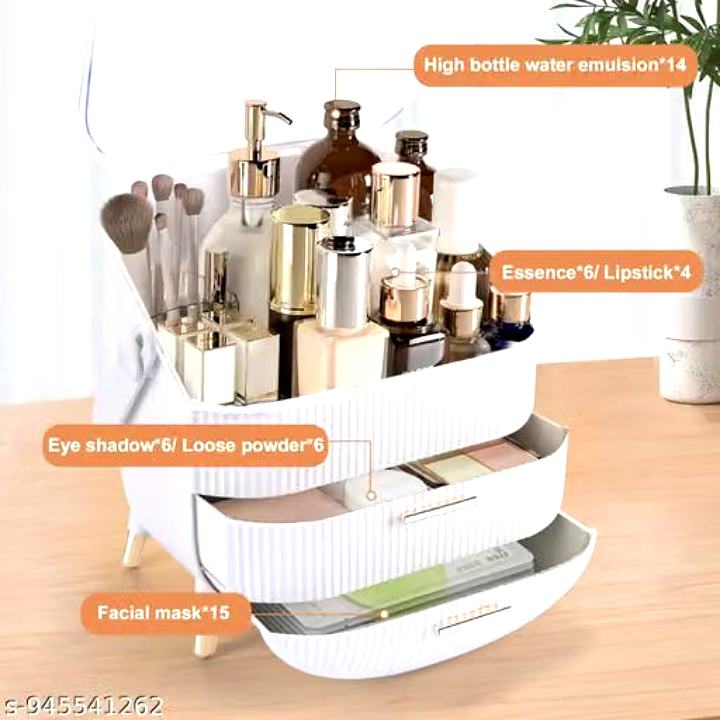 High bottle water emulsion*14
Essence*6/ Lipstick*4
Eye shadow*6/ Loose powder*6
Facial mask*15
s-945541262